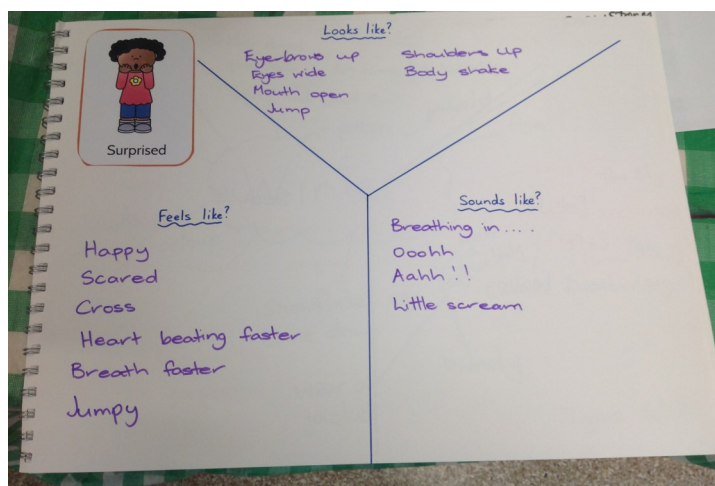 Looks like?
Eye-brows up
Eyes wide
Mouth open
Jump
Shoulders up
Body shake
Surprised
Feels like?
Happy
Scared
Cross
Heart beating faster
Breath faster
Jumpy
Sounds like?
Breathing in....
Ooohh
Aahh!!
Little scream